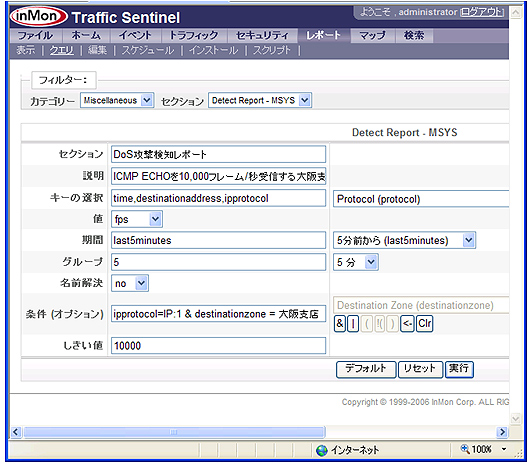 inMon Traffic Sentinel
ようこそ, administrator [ログアウト]
ファイル ホーム イベント トラフィック セキュリティ レポート マップ 検索
表示 | クエリ | 編集 | スケジュール | インストール | スクリプト |
フィルター:
カテゴリー Miscellaneous セクション Detect Report - MSYS
Detect Report - MSYS
セクション DoS攻撃検知レポート
説明 ICMP ECHOを10,000フレーム/秒受信する大阪支
キーの選択 time,destinationaddress,ipprotocol Protocol (protocol)
値 fps
期間 last5minutes 5分前から (last5minutes)
グループ 5 5 分
名前解決 no
条件 (オプション) ipprotocol=IP:1 & destinationzone = 大阪支店 Destination Zone (destinationzone)
& | ( !( ) <- Clr
しきい値 10000
デフォルト リセット 実行
Copyright © 1999-2006 InMon Corp. ALL RIG
インターネット 100%